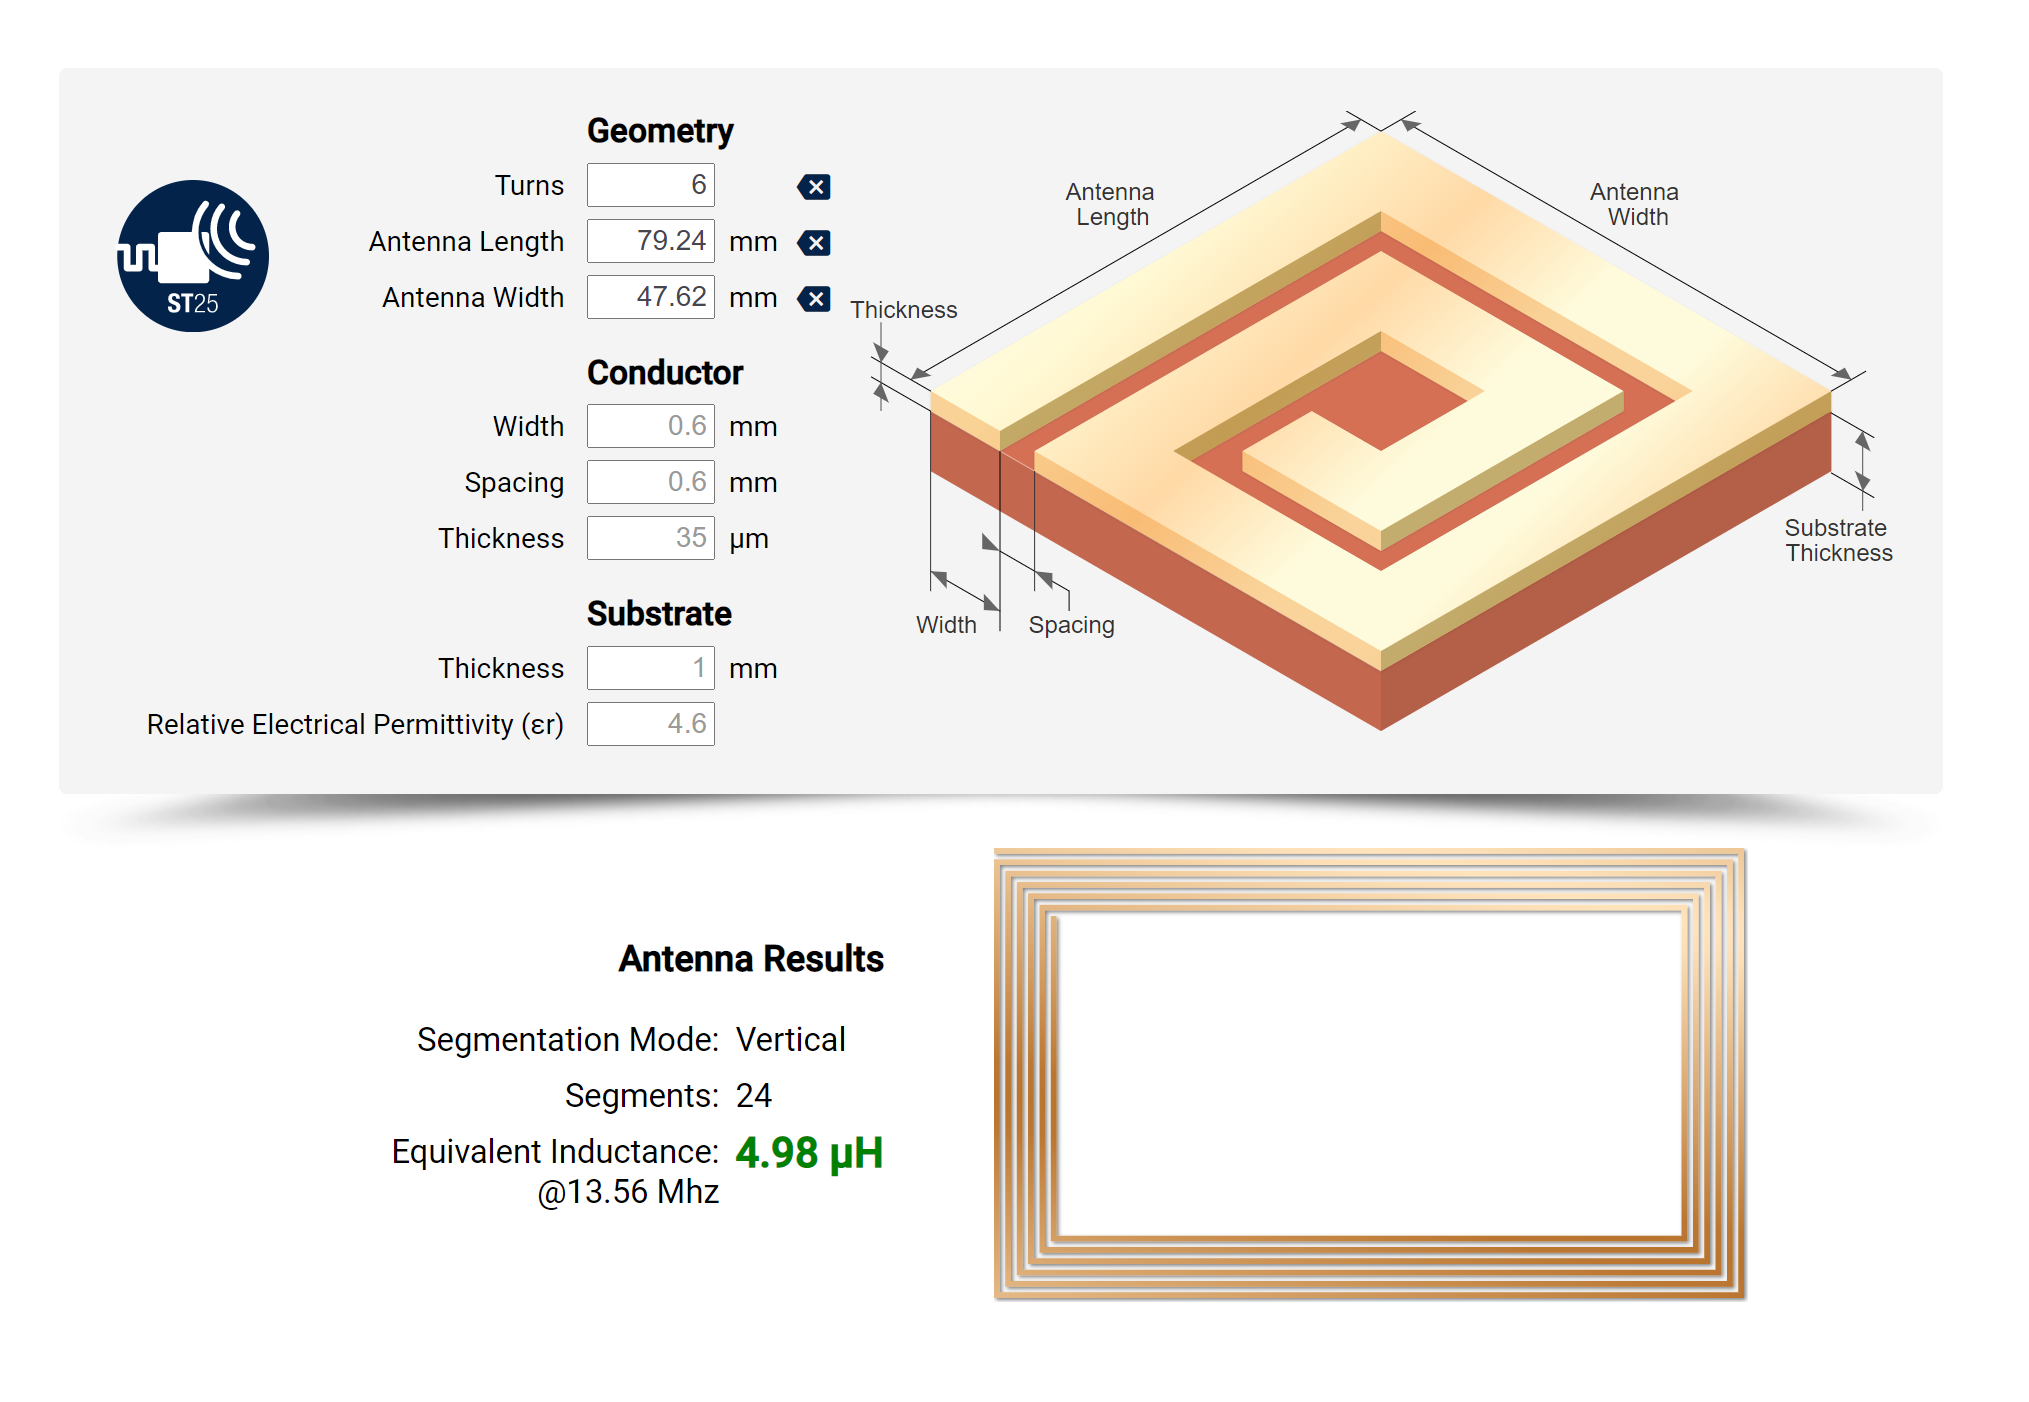 Geometry
Turns 6
Antenna Length 79.24 mm
Antenna Width 47.62 mm
Conductor
Width 0.6 mm
Spacing 0.6 mm
Thickness 35 µm
Substrate
Thickness 1 mm
Relative Electrical Permittivity (εr) 4.6
ST25
Antenna
Length
Antenna
Width
Thickness
Width
Spacing
Substrate
Thickness
Antenna Results
Segmentation Mode: Vertical
Segments: 24
Equivalent Inductance: 4.98 µH
@13.56 Mhz